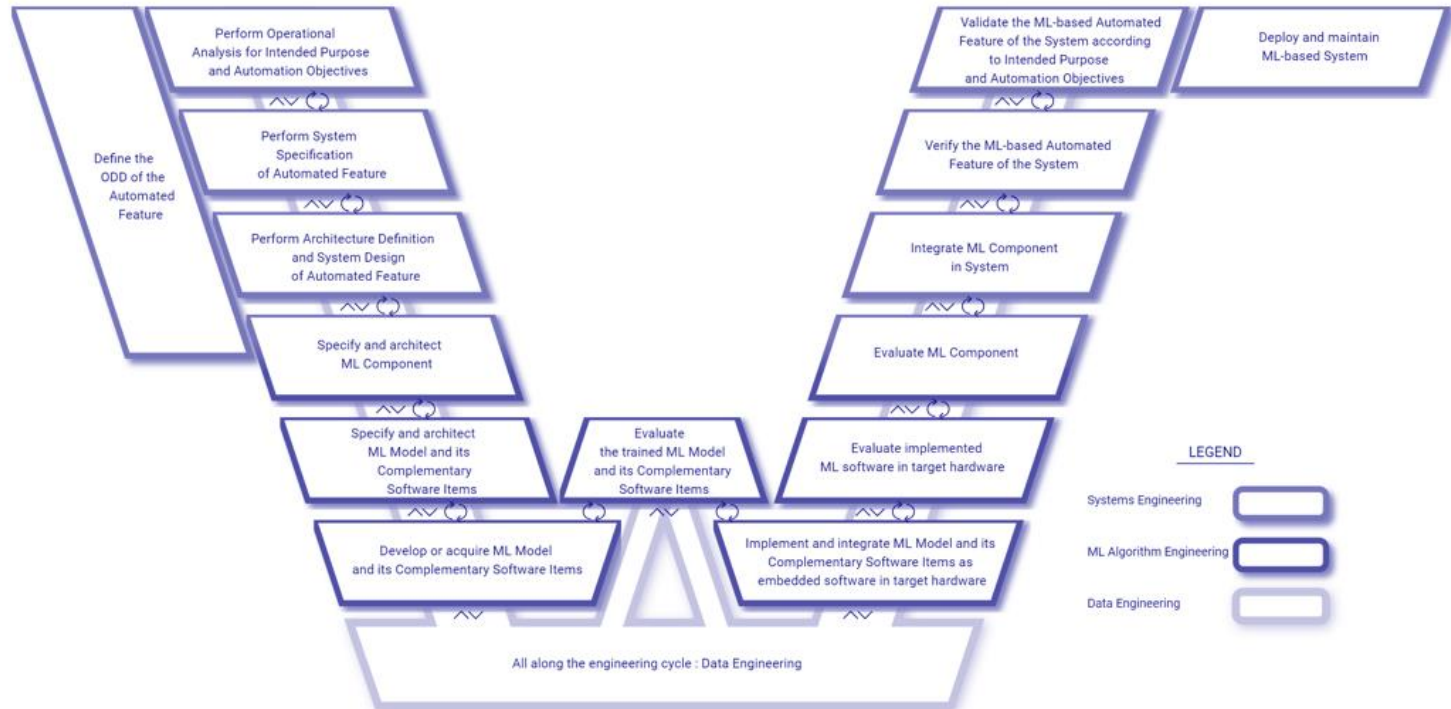 Define the
ODD of the
Automated
Feature
Perform Operational
Analysis for Intended Purpose
and Automation Objectives
Perform System
Specification
of Automated Feature
Perform Architecture Definition
and System Design
of Automated Feature
Specify and architect
ML Component
Specify and architect
ML Model and its
Complementary
Software Items
Develop or acquire ML Model
and its Complementary Software Items
Evaluate
the trained ML Model
and its Complementary
Software Items
Implement and integrate ML Model and its
Complementary Software Items as
embedded software in target hardware
Evaluate implemented
ML software in target hardware
Evaluate ML Component
Integrate ML Component
in System
Verify the ML-based Automated
Feature of the System
Validate the ML-based Automated
Feature of the System according
to Intended Purpose
and Automation Objectives
Deploy and maintain
ML-based System
All along the engineering cycle : Data Engineering
LEGEND
Systems Engineering
ML Algorithm Engineering
Data Engineering